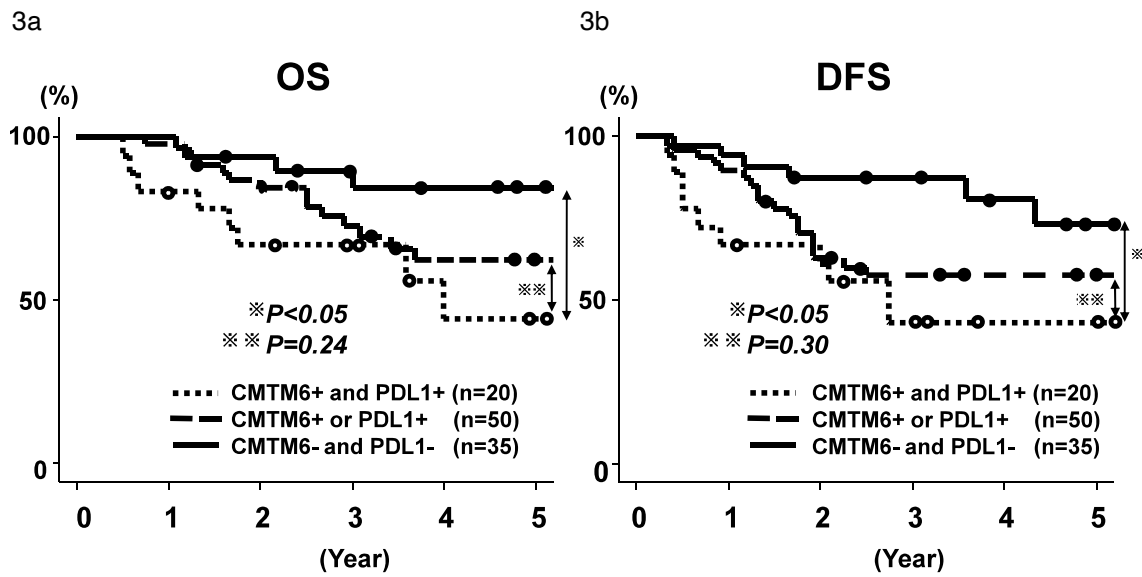 3a
OS
(%)
100
50
0
※
※※
※P<0.05
※※P=0.24
CMTM6+ and PDL1+ (n=20)
CMTM6+ or PDL1+ (n=50)
CMTM6- and PDL1- (n=35)
0 1 2 3 4 5
(Year)
3b
DFS
(%)
100
50
0
※
※※
※P<0.05
※※P=0.30
CMTM6+ and PDL1+ (n=20)
CMTM6+ or PDL1+ (n=50)
CMTM6- and PDL1- (n=35)
0 1 2 3 4 5
(Year)